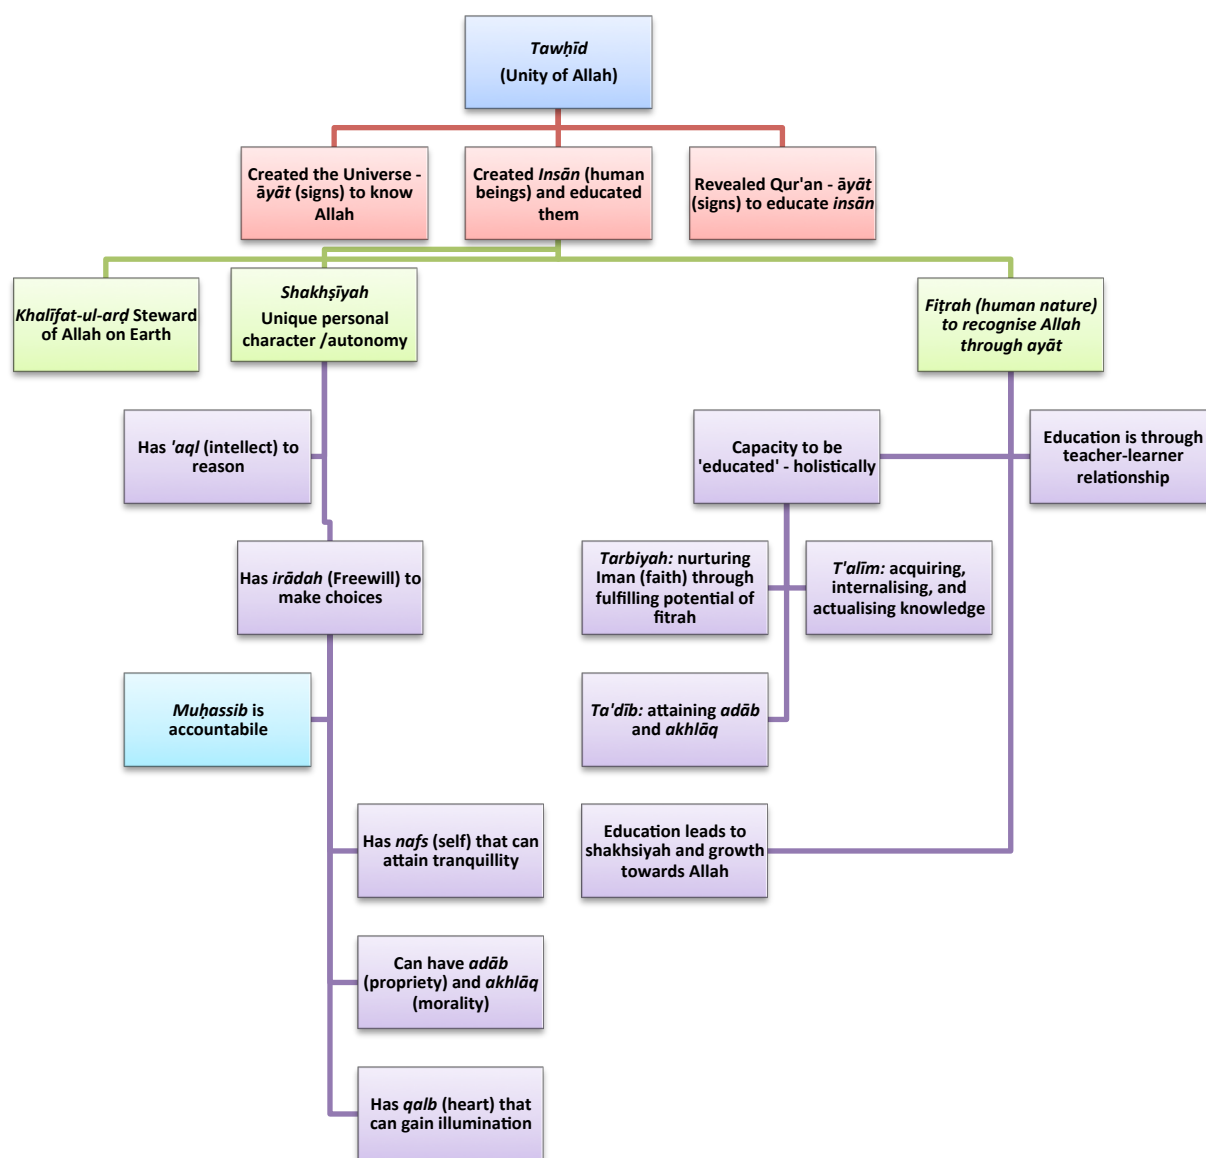 Tawḥīd
(Unity of Allah)
Created the Universe -
āyāt (signs) to know
Allah
Created Insān (human
beings) and educated
them
Revealed Qur'an - āyāt
(signs) to educate insān
Khalīfat-ul-arḍ Steward
of Allah on Earth
Shakhṣīyah
Unique personal
character /autonomy
Fiṭrah (human nature)
to recognise Allah
through ayāt
Has 'aql (intellect) to
reason
Capacity to be
'educated' - holistically
Education is through
teacher-learner
relationship
Has irādah (Freewill) to
make choices
Tarbiyah: nurturing
Iman (faith) through
fulfilling potential of
fitrah
T'alīm: acquiring,
internalising, and
actualising knowledge
Muḥassib is
accountabile
Ta'dīb: attaining adāb
and akhlāq
Has nafs (self) that can
attain tranquillity
Education leads to
shakhsiyah and growth
towards Allah
Can have adāb
(propriety) and akhlāq
(morality)
Has qalb (heart) that
can gain illumination